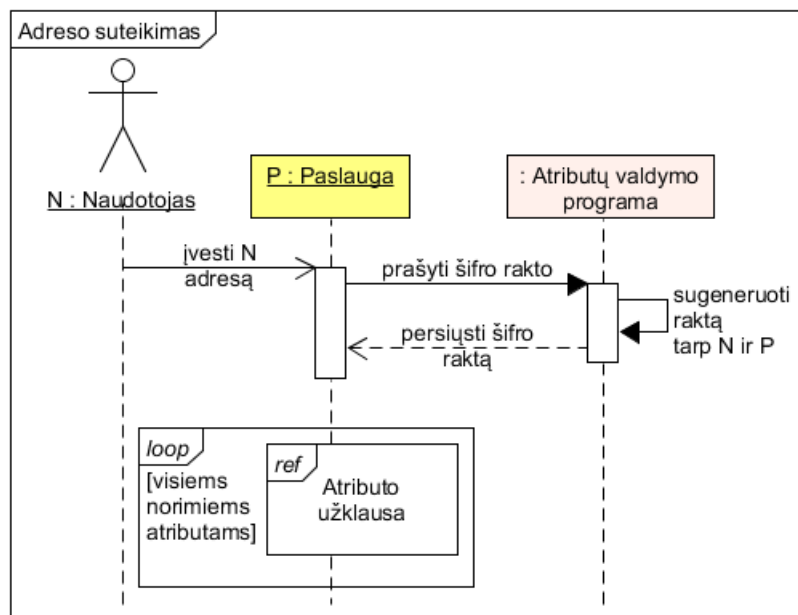 Adreso suteikimas
N : Naudotojas
P : Paslauga
: Atributų valdymo
programa
įvesti N
adresą
prašyti šifro rakto
sugeneruoti
raktą
tarp N ir P
persiųsti šifro
raktą
loop
[visiems
norimiems
atributams]
ref
Atributo
užklausa